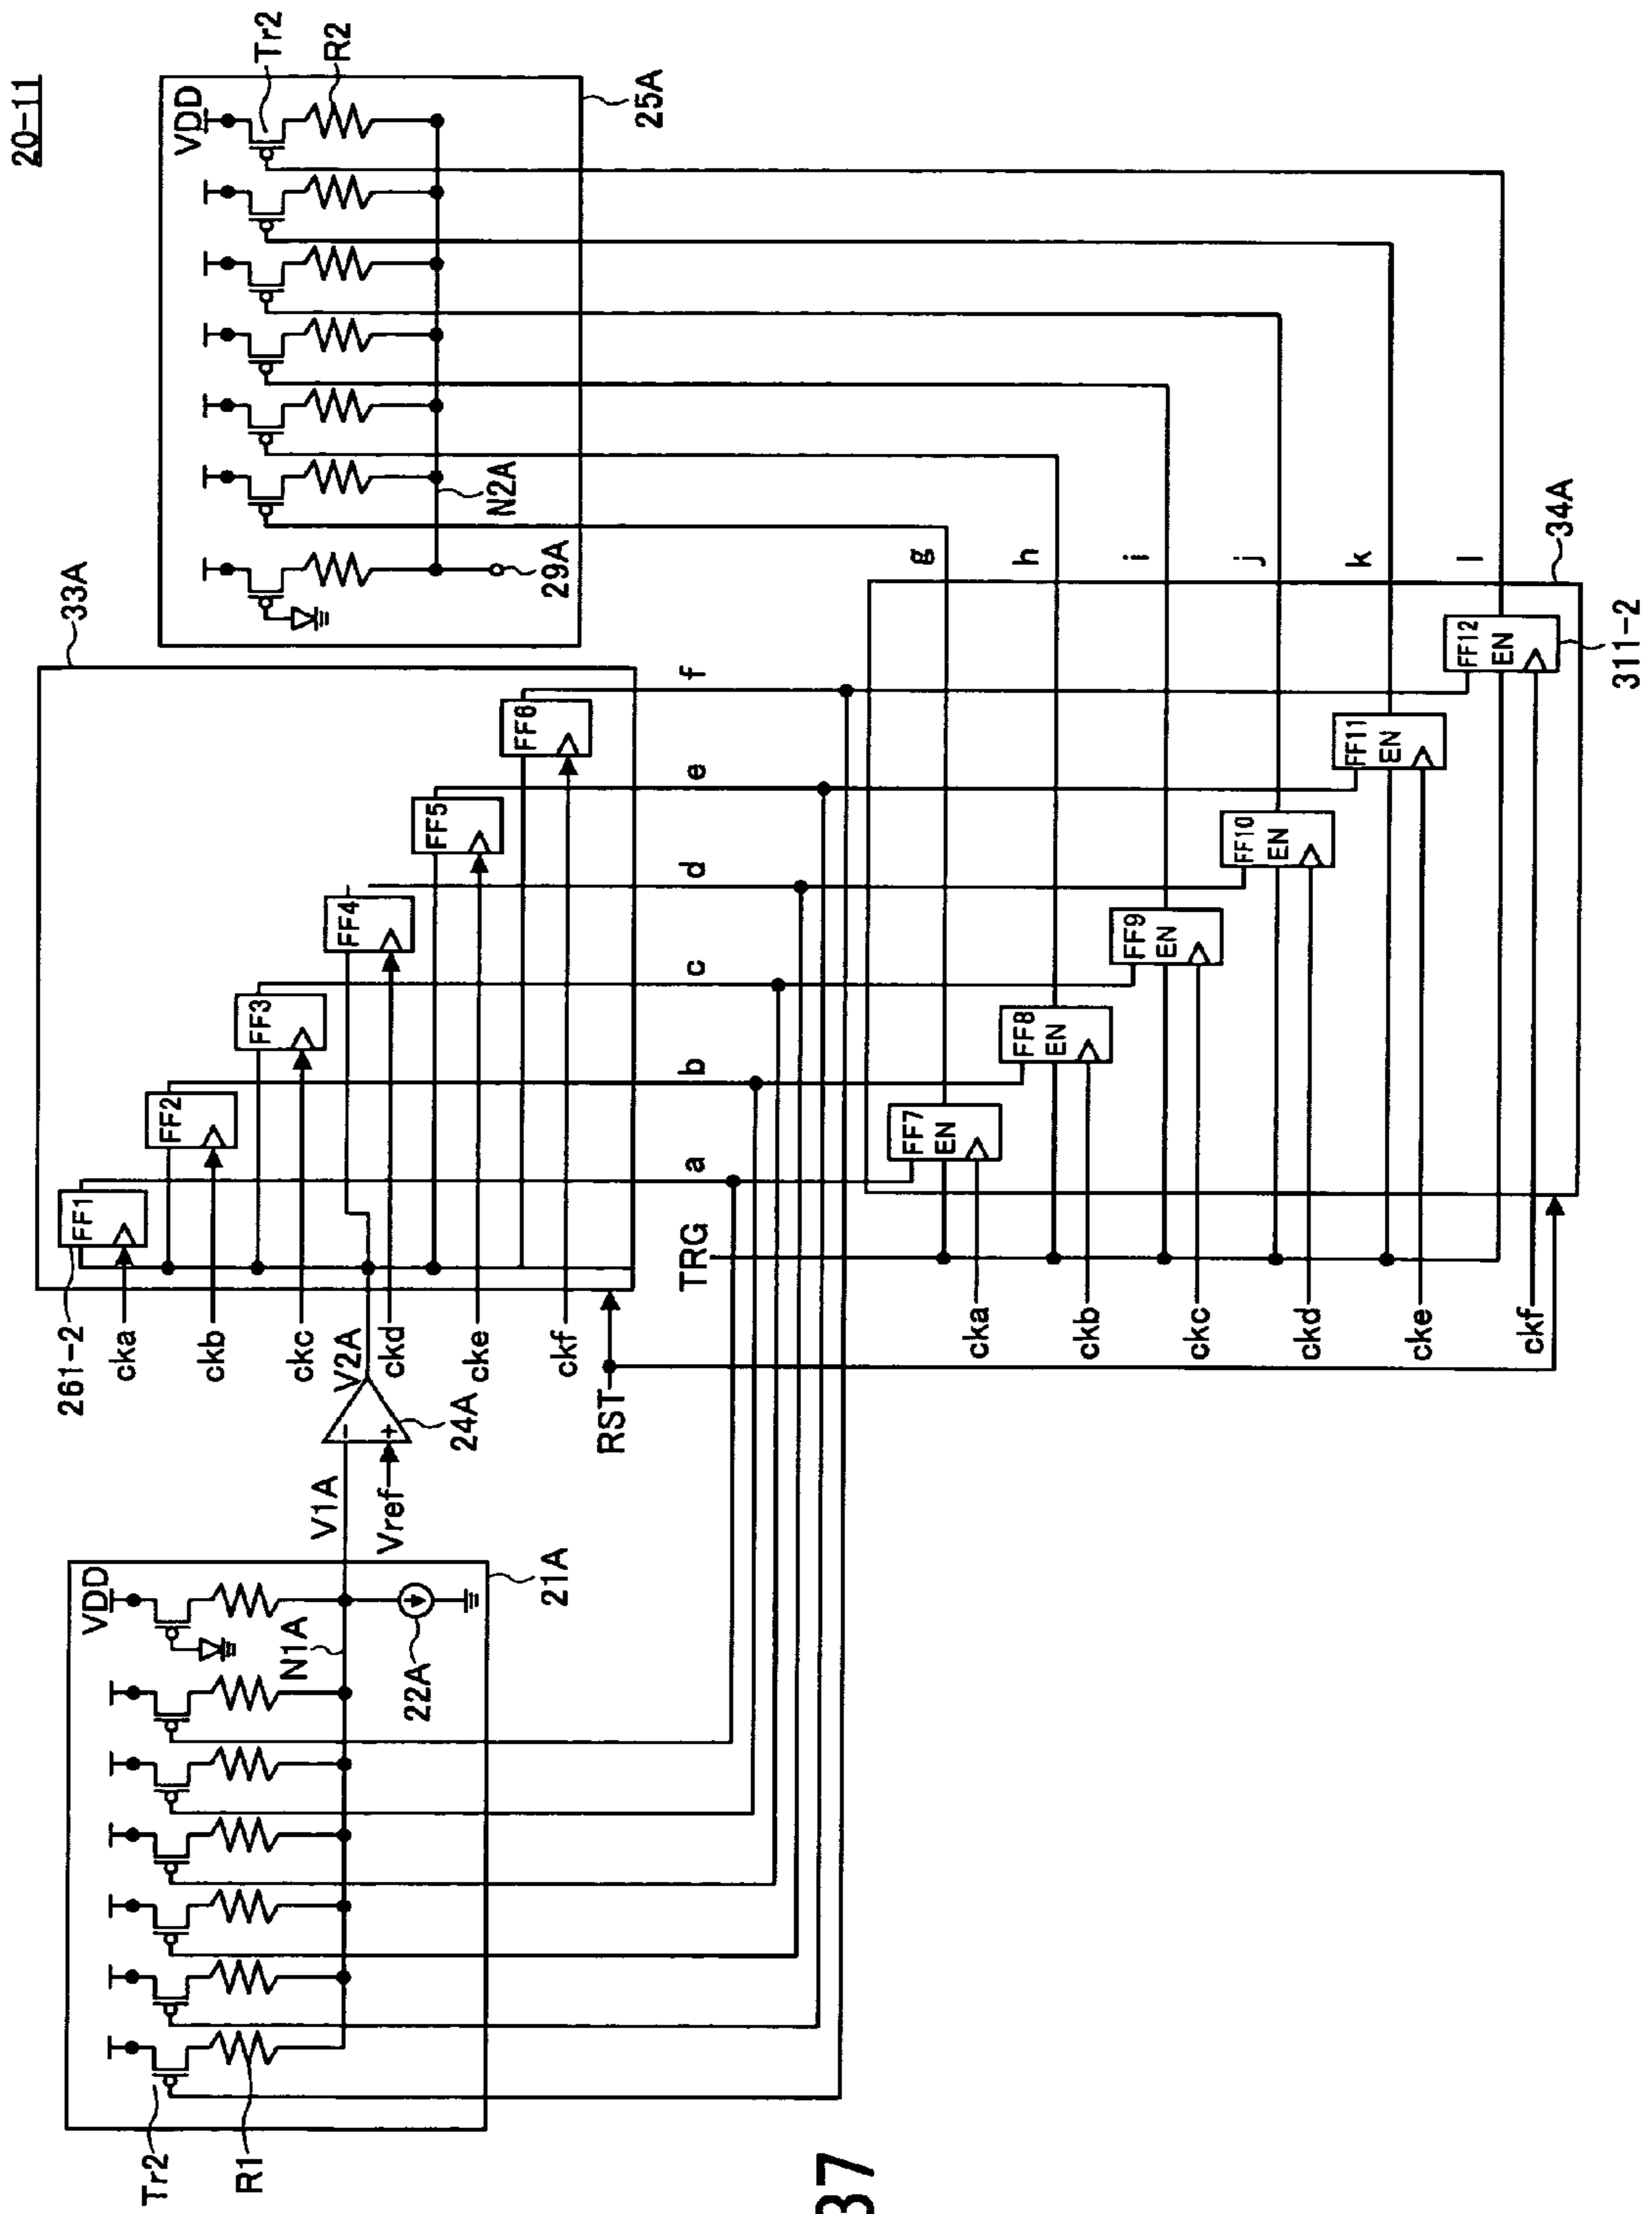 20-11
VDD
Tr2
R2
25A
N2A
29A
33A
FF1
FF2
FF3
FF4
FF5
FF6
261-2
cka
ckb
ckc
ckd
cke
ckf
V2A
24A
-
+
V1A
Vref
RST
TRG
a
b
c
d
e
f
g
h
i
j
k
l
34A
FF7
EN
FF8
EN
FF9
EN
FF10
EN
FF11
EN
FF12
EN
311-2
cka
ckb
ckc
ckd
cke
ckf
VDD
N1A
22A
21A
Tr2
R1
37